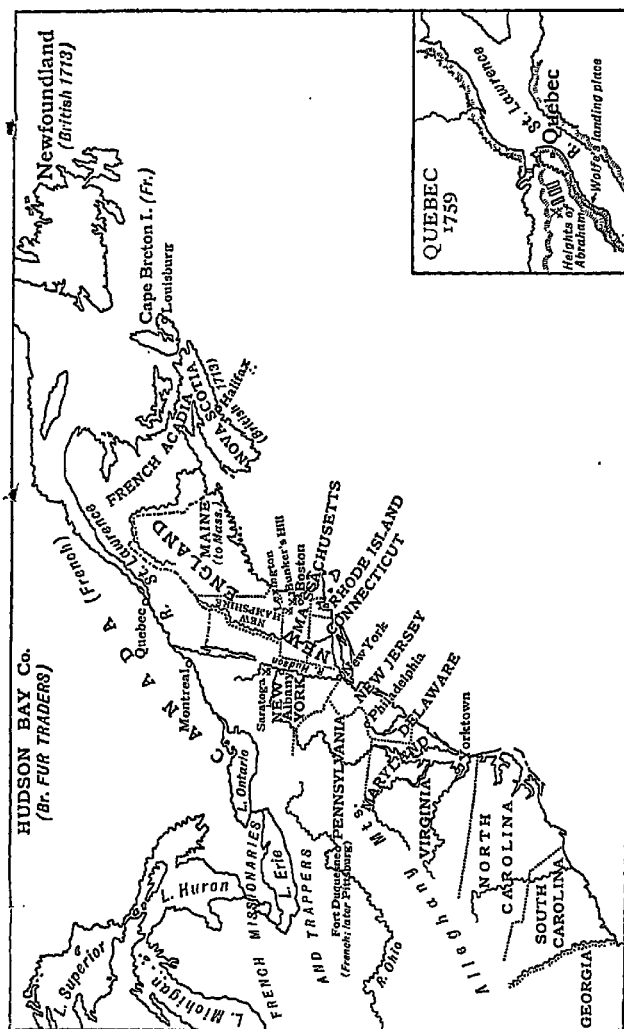 HUDSON BAY Co.
(Br. FUR TRADERS)
Newfoundland
(British 1713)
CANADA (French)
Cape Breton I. (Fr.)
Louisburg
FRENCH ACADIA
NOVA SCOTIA
(British 1713)
Halifax
R. St. Lawrence
Quebec
Montreal
NEW ENGLAND
MAINE
(to Mass.)
NEW
HAMPSHIRE
Lexington
Bunker's Hill
Boston
MASSACHUSETTS
RHODE ISLAND
CONNECTICUT
R. Hudson
Saratoga
Albany
NEW
YORK
New York
NEW JERSEY
Philadelphia
PENNSYLVANIA
DELAWARE
MARYLAND
VIRGINIA
Yorktown
NORTH
CAROLINA
SOUTH
CAROLINA
GEORGIA
Alleghany Mts.
L. Superior
L. Michigan
L. Huron
L. Ontario
L. Erie
FRENCH MISSIONARIES
AND TRAPPERS
Fort Duquesne
(French; later Pittsburg)
R. Ohio
QUEBEC
1759
R. St. Lawrence
Quebec
Heights of
Abraham
Wolfe's landing place